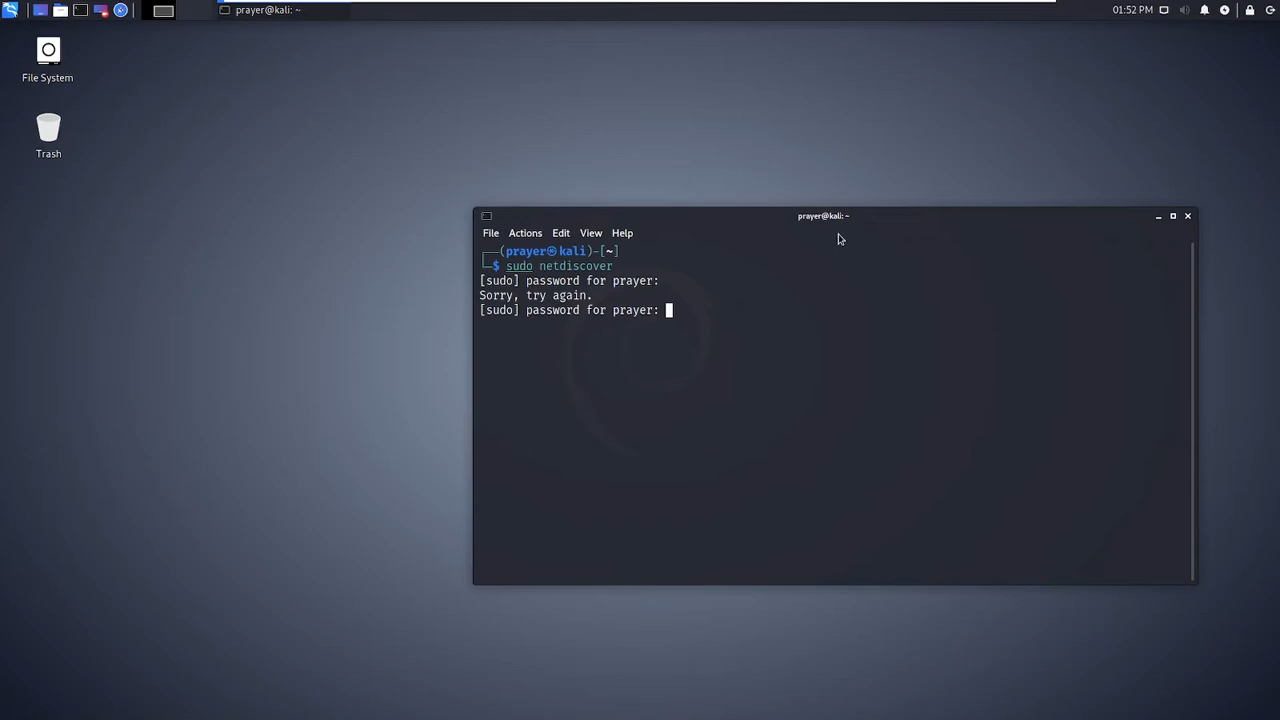 prayer@kali: ~
01:52 PM
File System
Trash
prayer@kali: ~
File Actions Edit View Help
┌──(prayer㉿kali)-[~]
└─$ sudo netdiscover
[sudo] password for prayer:
Sorry, try again.
[sudo] password for prayer: